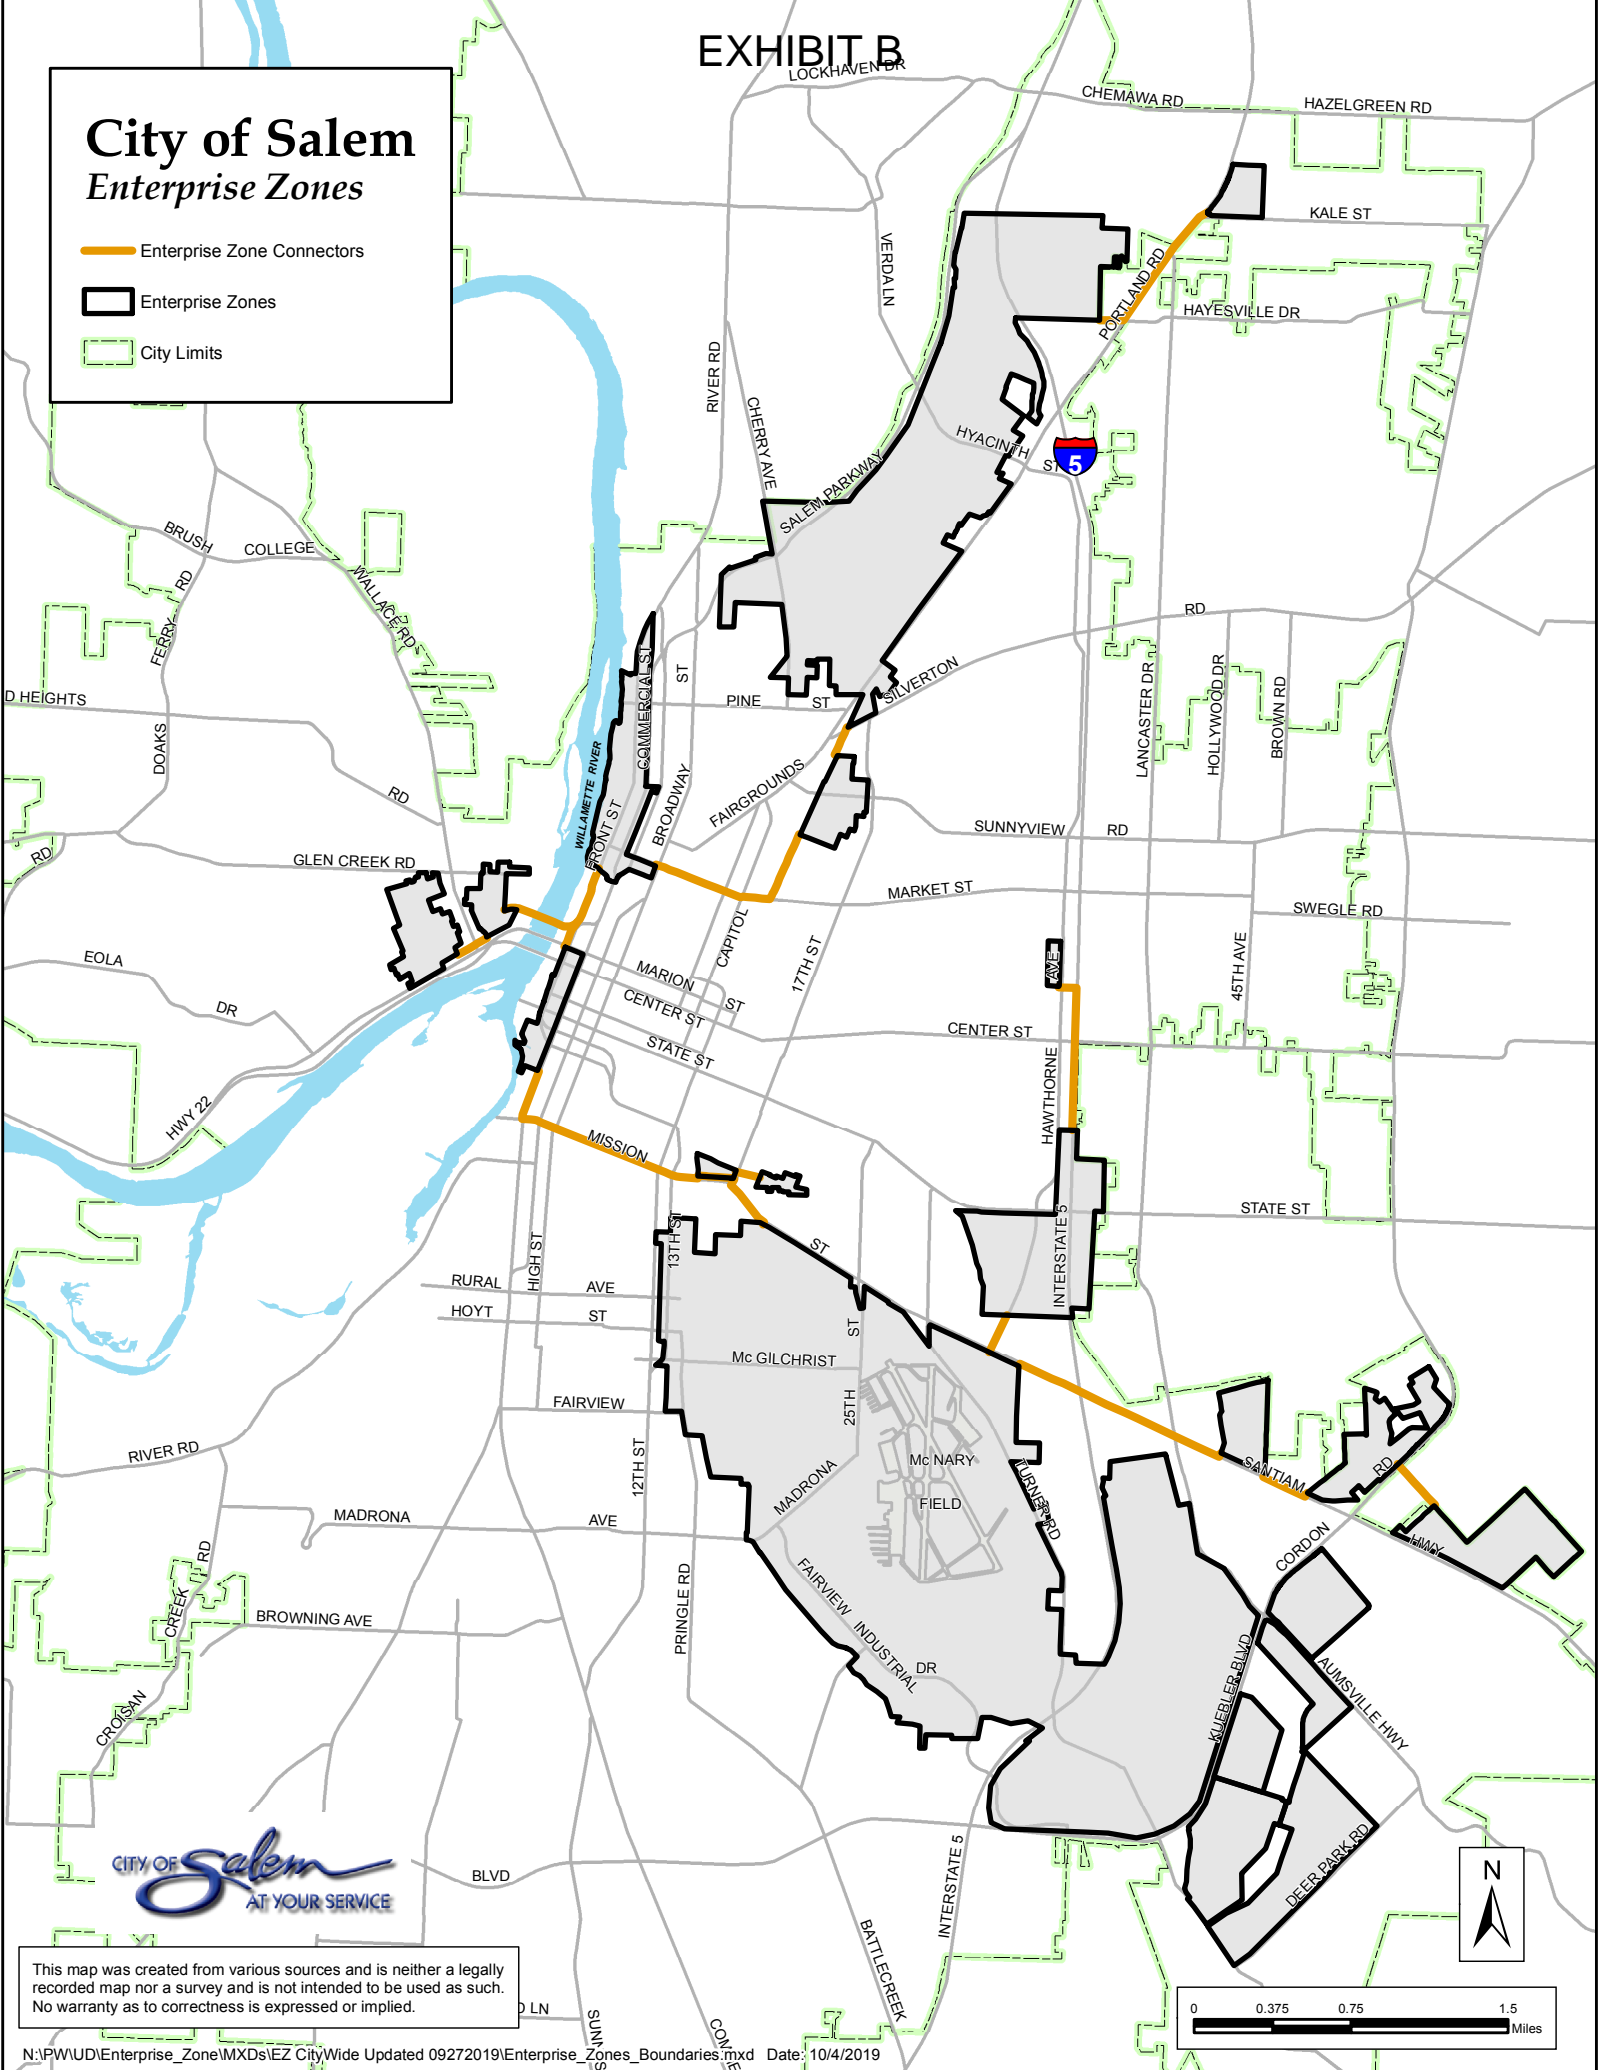 EXHIBIT B
City of Salem
Enterprise Zones
Enterprise Zone Connectors
Enterprise Zones
City Limits
LOCKHAVEN DR
CHEMAWA RD
HAZELGREEN RD
KALE ST
PORTLAND RD
HAYESVILLE DR
VERDA LN
RIVER RD
CHERRY AVE
HYACINTH
ST
5
SALEM PARKWAY
BRUSH
COLLEGE
RD
WALLACE RD
FERRY
RD
SILVERTON
D HEIGHTS
DOAKS
RD
COMMERCIAL ST
ST
PINE
ST
LANCASTER DR
HOLLYWOOD DR
BROWN RD
WILLAMETTE RIVER
FRONT ST
BROADWAY
FAIRGROUNDS
SUNNYVIEW
RD
RD
GLEN CREEK RD
MARKET ST
SWEGLE RD
CAPITOL
17TH ST
AVE
45TH AVE
EOLA
DR
MARION
ST
CENTER ST
CENTER ST
STATE ST
HWY 22
HAWTHORNE
MISSION
STATE ST
13TH ST
ST
HIGH ST
INTERSTATE 5
RURAL
AVE
HOYT
ST
ST
Mc GILCHRIST
25TH
FAIRVIEW
RIVER RD
12TH ST
MADRONA
Mc NARY
FIELD
TURNER RD
SANTIAM
RD
HWY
CORDON
MADRONA
AVE
RD
CREEK
FAIRVIEW
INDUSTRIAL
DR
BROWNING AVE
PRINGLE RD
KUEBLER BLVD
AUMSVILLE HWY
CROISAN
DEER PARK RD
CITY OF Salem
AT YOUR SERVICE
BLVD
INTERSTATE 5
BATTLECREEK
N
This map was created from various sources and is neither a legally
recorded map nor a survey and is not intended to be used as such.
No warranty as to correctness is expressed or implied.
LN
0 0.375 0.75 1.5
Miles
N:\PW\UD\Enterprise_Zone\MXDs\EZ CityWide Updated 09272019\Enterprise_Zones_Boundaries.mxd Date: 10/4/2019